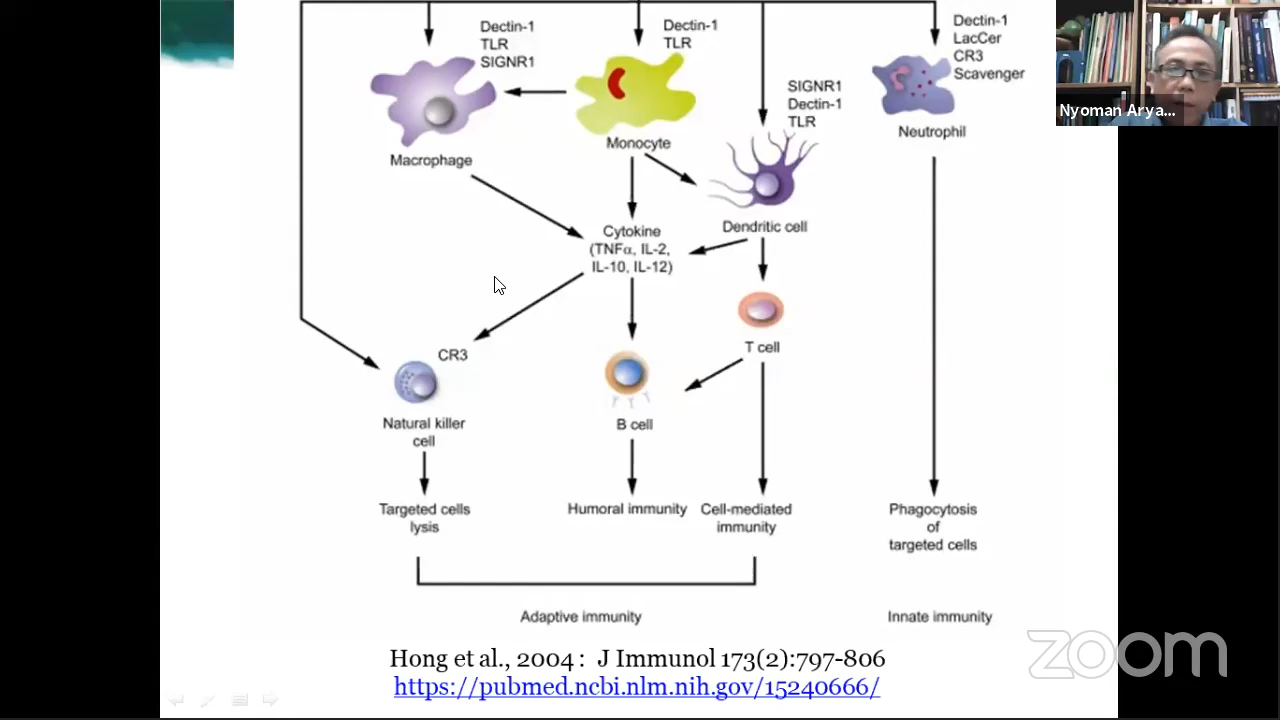 Dectin-1
TLR
SIGNR1
Dectin-1
TLR
Dectin-1
LacCer
CR3
Scavenger
SIGNR1
Dectin-1
TLR
Nyoman Arya...
Macrophage
Monocyte
Neutrophil
Dendritic cell
Cytokine
(TNFα, IL-2,
IL-10, IL-12)
T cell
CR3
Natural killer
cell
B cell
Targeted cells
lysis
Humoral immunity
Cell-mediated
immunity
Phagocytosis
of
targeted cells
Adaptive immunity
Innate immunity
Hong et al., 2004 : J Immunol 173(2):797-806
https://pubmed.ncbi.nlm.nih.gov/15240666/
zoom